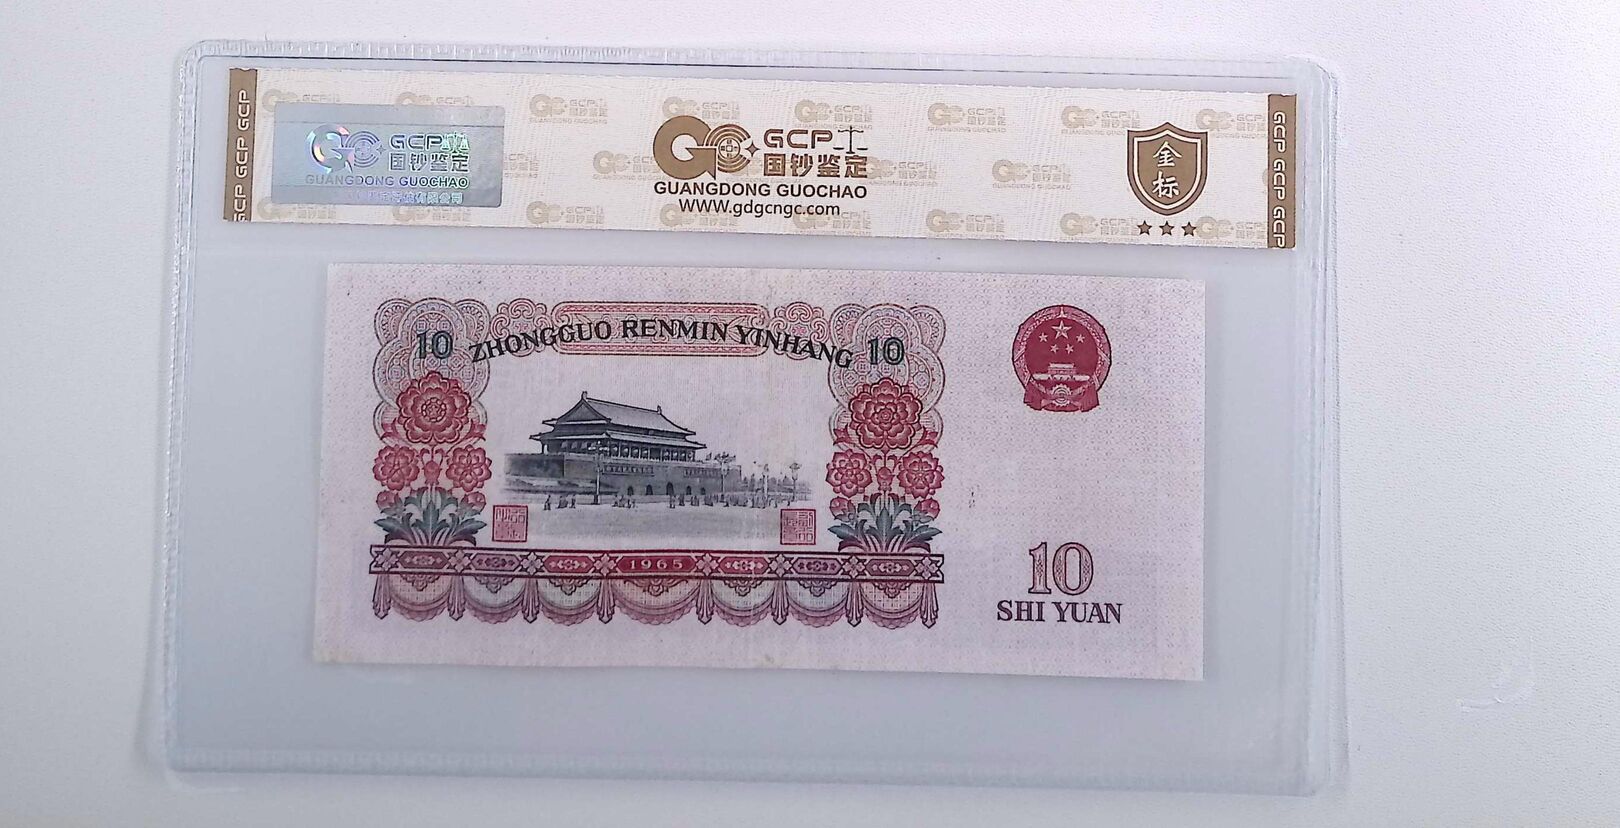 GCP GCP GCP
GCP
国钞鉴定
GUANGDONG GUOCHAO
GCP
国钞鉴定
GUANGDONG GUOCHAO
WWW.gdgcngc.com
金标
GCP GCP GCP
10 ZHONGGUO RENMIN YINHANG 10
1965
10
SHI YUAN